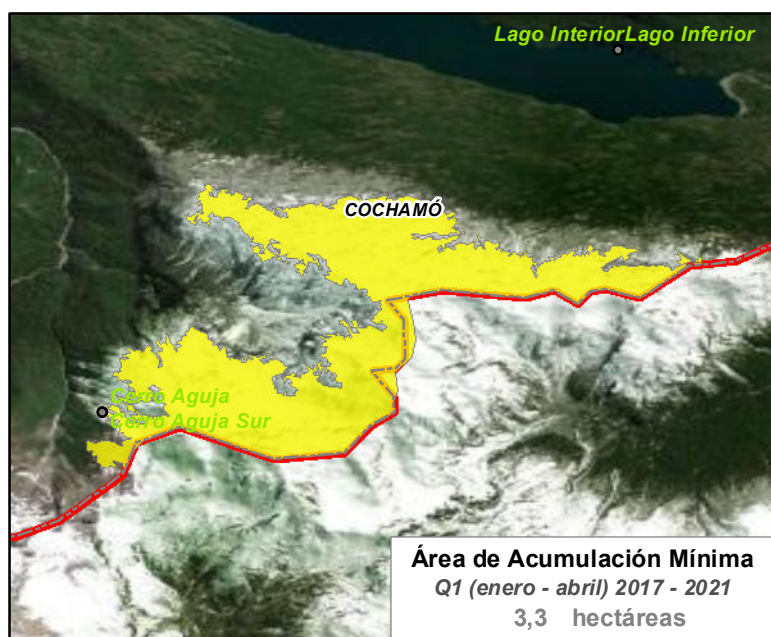 Lago InteriorLago Inferior
COCHAMÓ
Cerro Aguja
Cerro Aguja Sur
Área de Acumulación Mínima
Q1 (enero - abril) 2017 - 2021
3,3 hectáreas